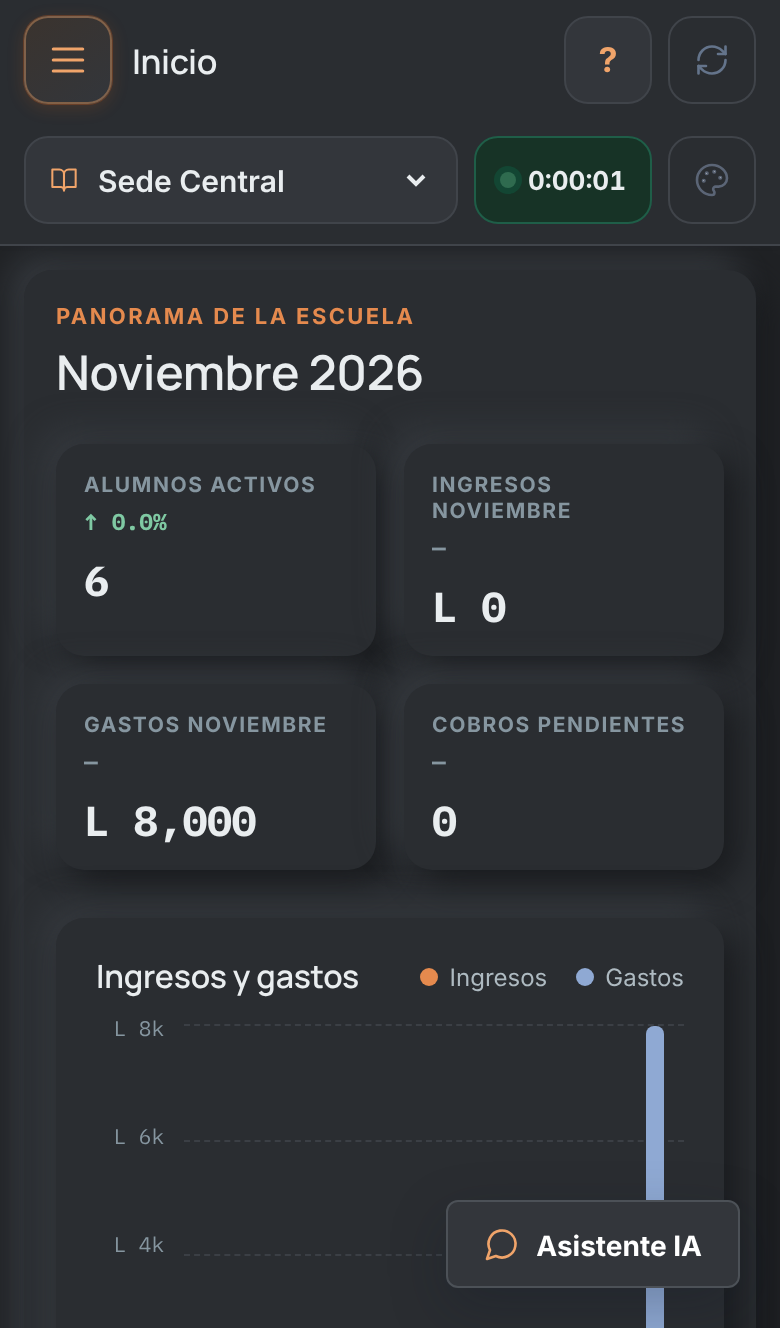 Inicio
?
Sede Central
0:00:01
PANORAMA DE LA ESCUELA
Noviembre 2026
ALUMNOS ACTIVOS
↑ 0.0%
6
INGRESOS
NOVIEMBRE
—
L 0
GASTOS NOVIEMBRE
—
L 8,000
COBROS PENDIENTES
—
0
Ingresos y gastos
Ingresos
Gastos
L 8k
L 6k
L 4k
Asistente IA